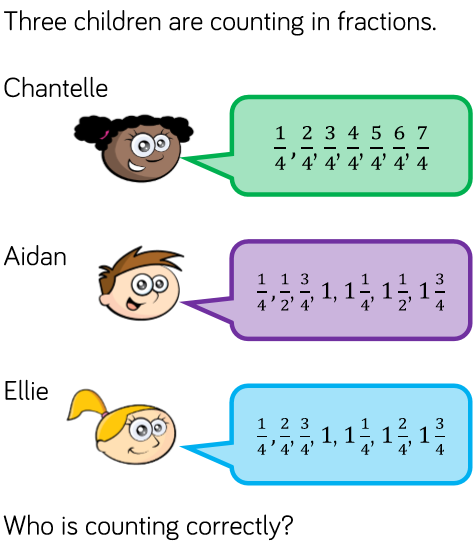 Three children are counting in fractions.
Chantelle
1/4, 2/4, 3/4, 4/4, 5/4, 6/4, 7/4
Aidan
1/4, 1/2, 3/4, 1, 1 1/4, 1 1/2, 1 3/4
Ellie
1/4, 2/4, 3/4, 1, 1 1/4, 1 2/4, 1 3/4
Who is counting correctly?